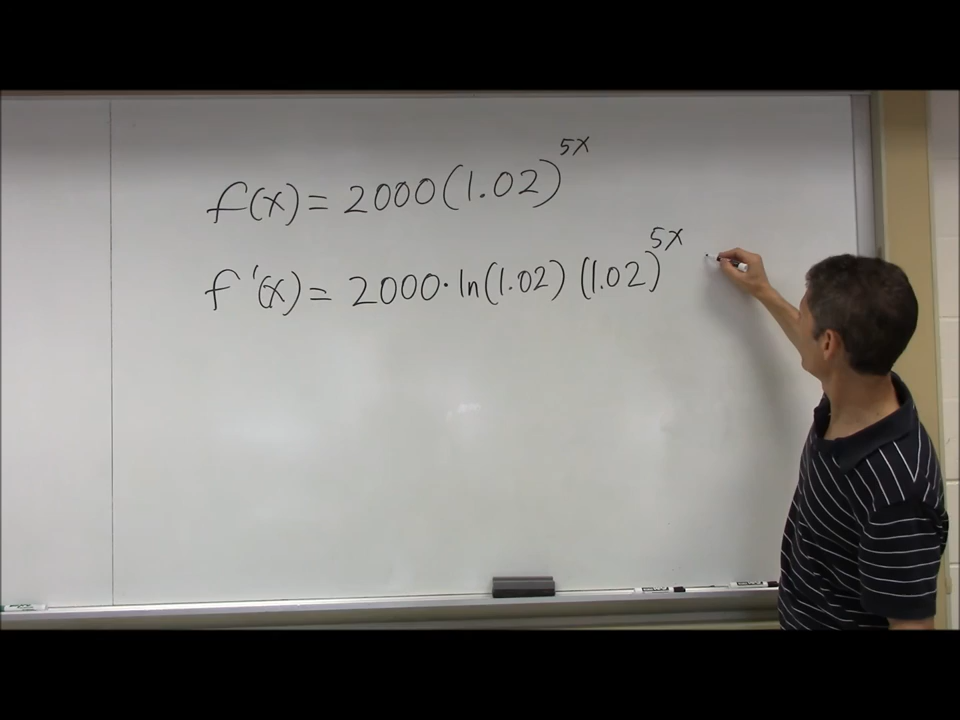 f(x) = 2000(1.02)^{5x}
f'(x) = 2000 · ln(1.02) (1.02)^{5x}